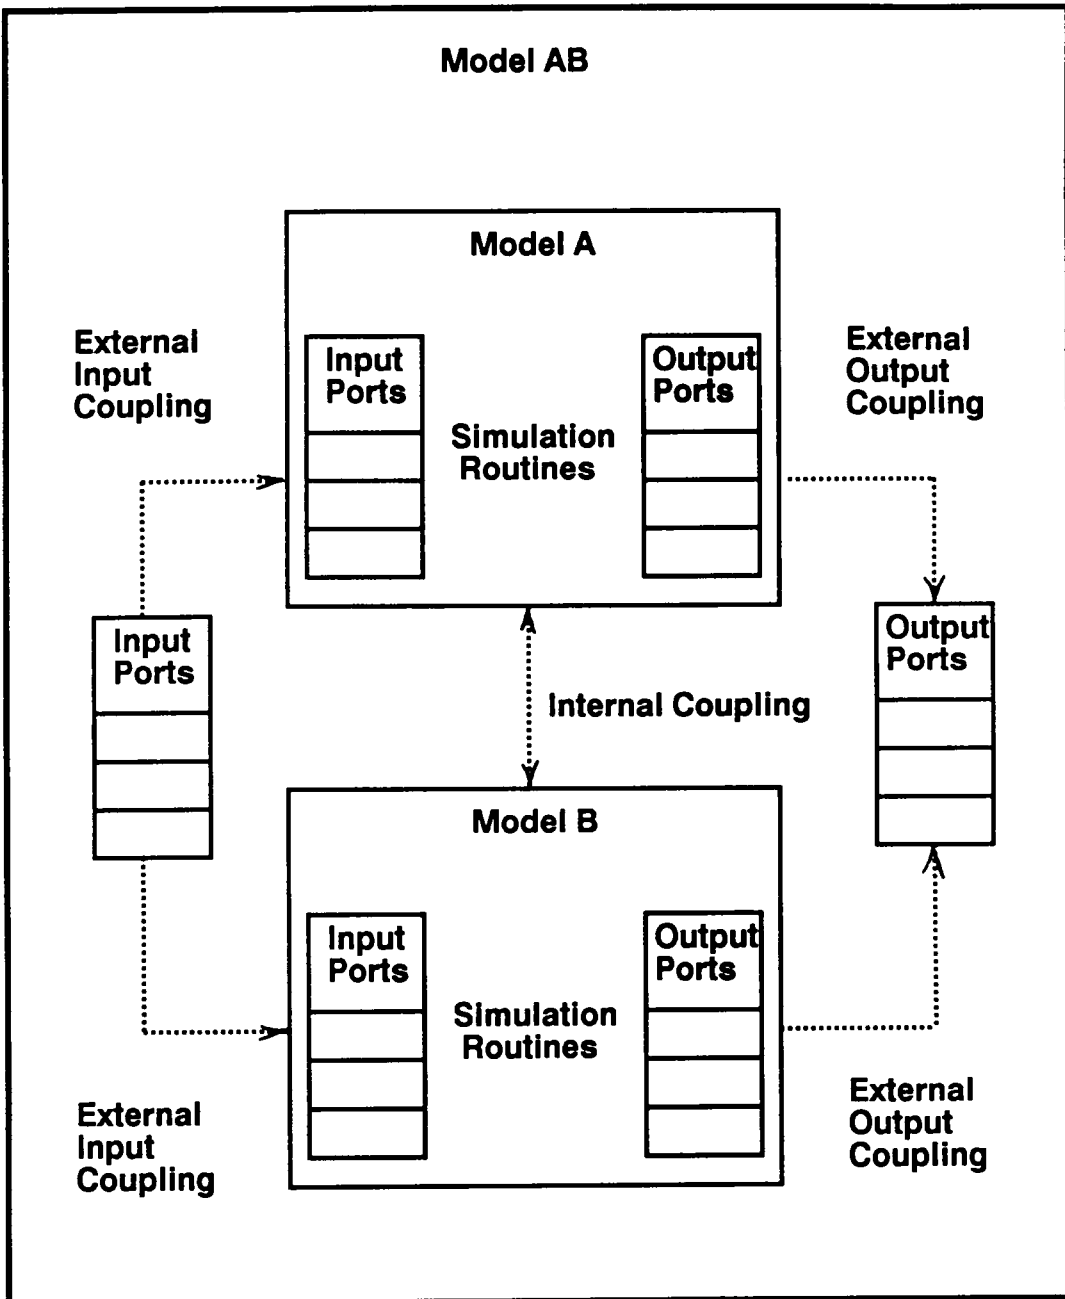 Model AB
Model A
External
Input
Coupling
Input
Ports
Simulation
Routines
Output
Ports
External
Output
Coupling
Input
Ports
Internal Coupling
Output
Ports
Model B
Input
Ports
Simulation
Routines
Output
Ports
External
Input
Coupling
External
Output
Coupling